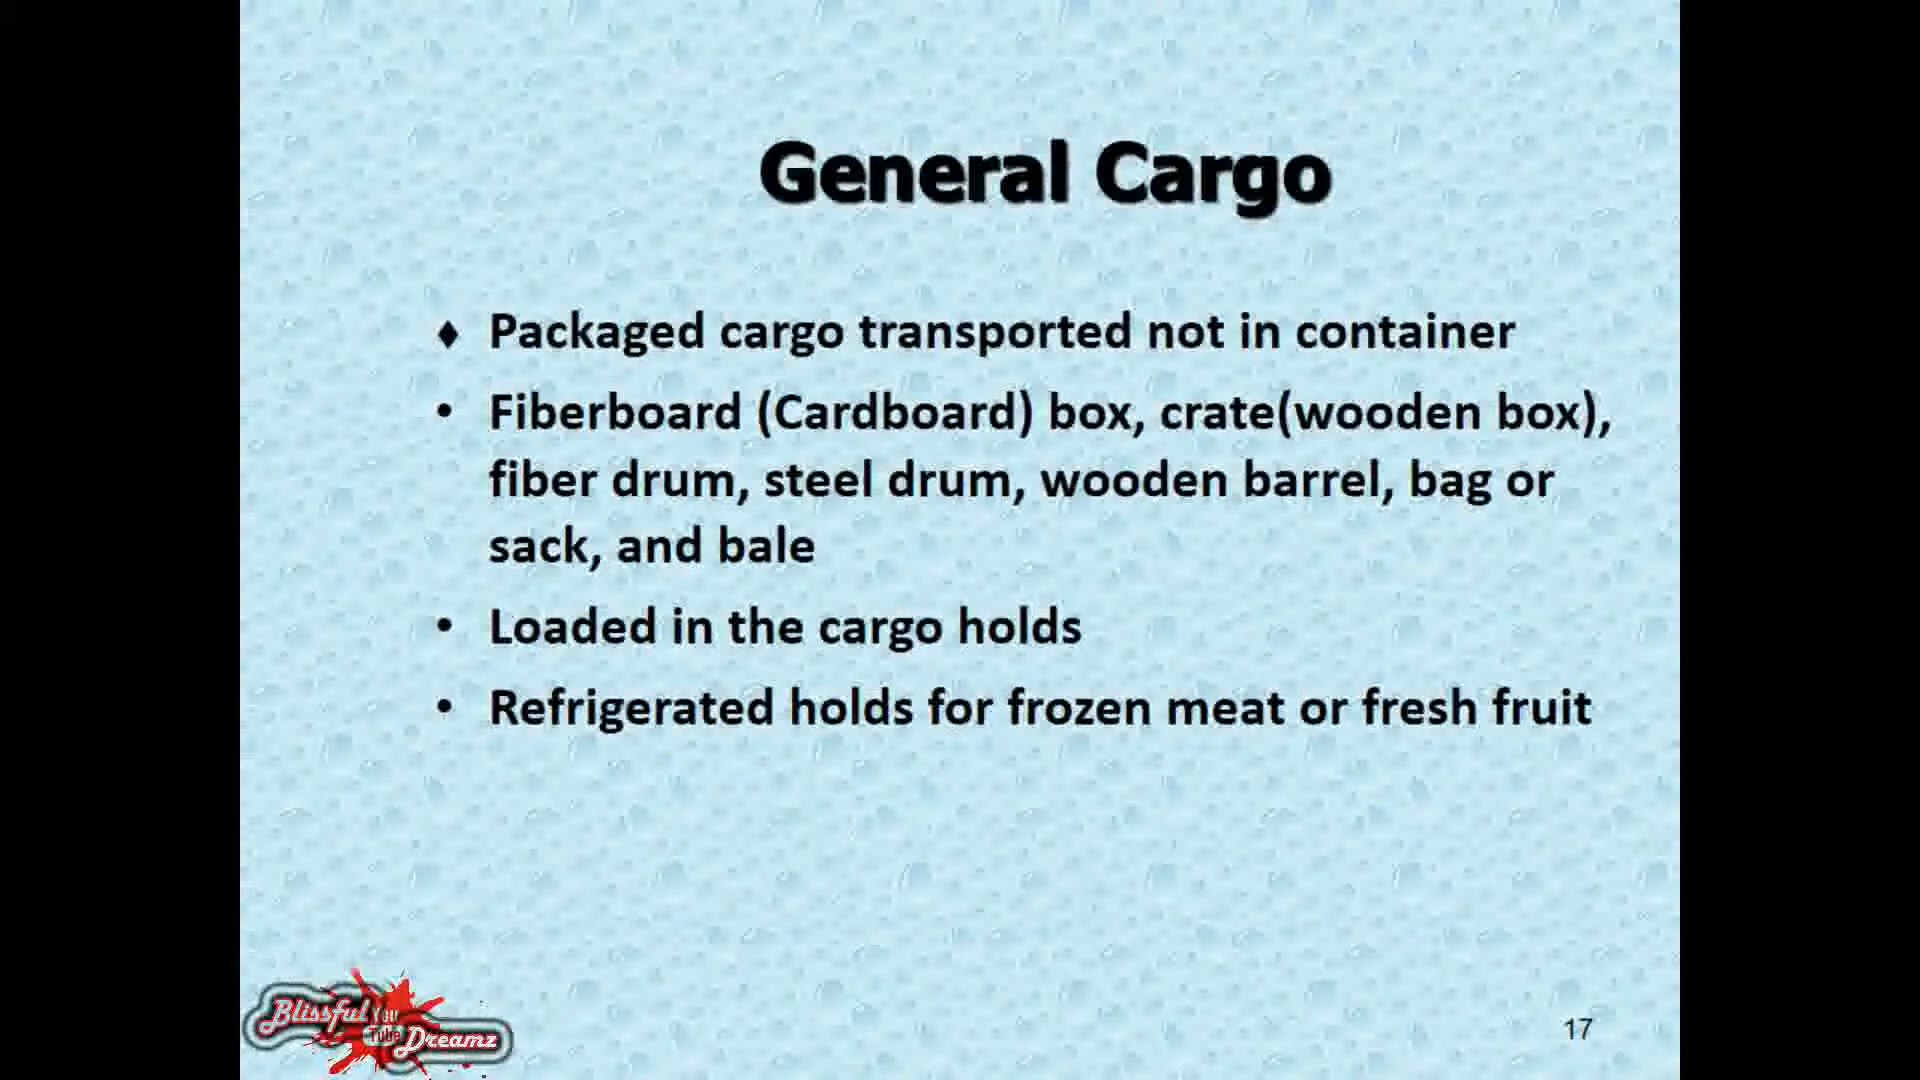 General Cargo
♦ Packaged cargo transported not in container
• Fiberboard (Cardboard) box, crate(wooden box),
fiber drum, steel drum, wooden barrel, bag or
sack, and bale
• Loaded in the cargo holds
• Refrigerated holds for frozen meat or fresh fruit
Blissful You
Tube Dreamz
17